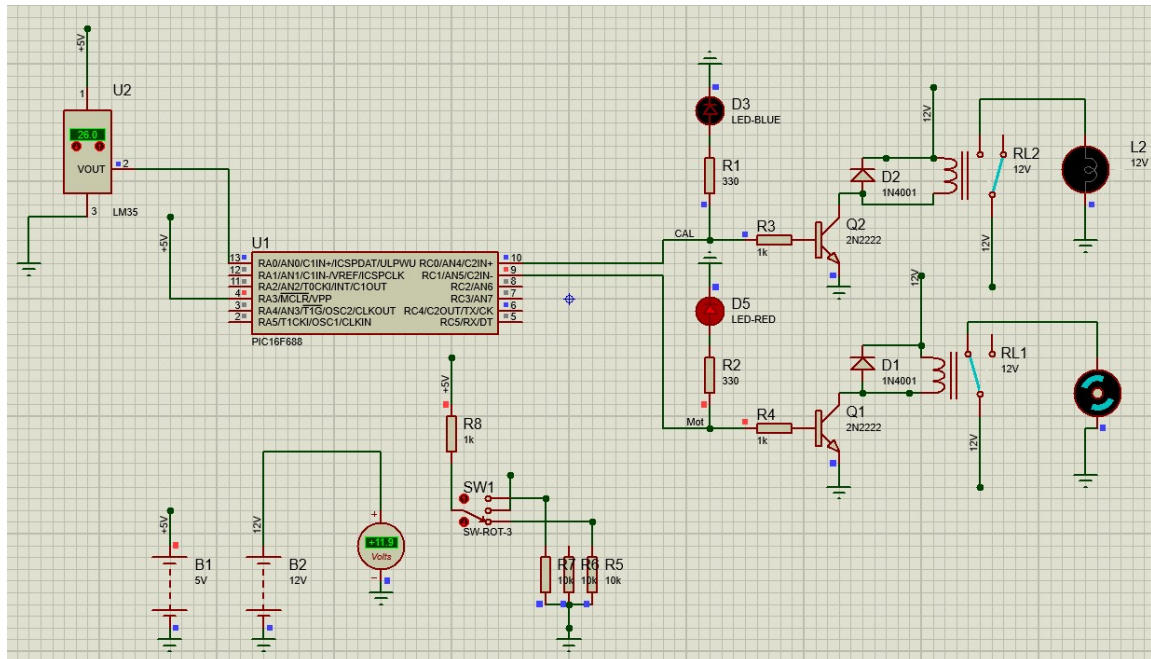 +5V
1
U2
26.0
VOUT
2
3
LM35
+5V
U1
13
12
11
4
3
2
RA0/AN0/C1IN+/ICSPDAT/ULPWU
RA1/AN1/C1IN-/VREF/ICSPCLK
RA2/AN2/T0CKI/INT/C1OUT
RA3/MCLR/VPP
RA4/AN3/T1G/OSC2/CLKOUT
RA5/T1CKI/OSC1/CLKIN
RC0/AN4/C2IN+
RC1/AN5/C2IN-
RC2/AN6
RC3/AN7
RC4/C2OUT/TX/CK
RC5/RX/DT
10
9
8
7
6
5
PIC16F688
D3
LED-BLUE
R1
330
CAL
R3
1k
D2
1N4001
Q2
2N2222
12V
RL2
12V
12V
L2
12V
D5
LED-RED
R2
330
Mot
R4
1k
D1
1N4001
Q1
2N2222
12V
RL1
12V
12V
+5V
R8
1k
SW1
SW-ROT-3
R7
10k
R6
10k
R5
10k
+5V
B1
5V
12V
B2
12V
+
+11.9
Volts
−